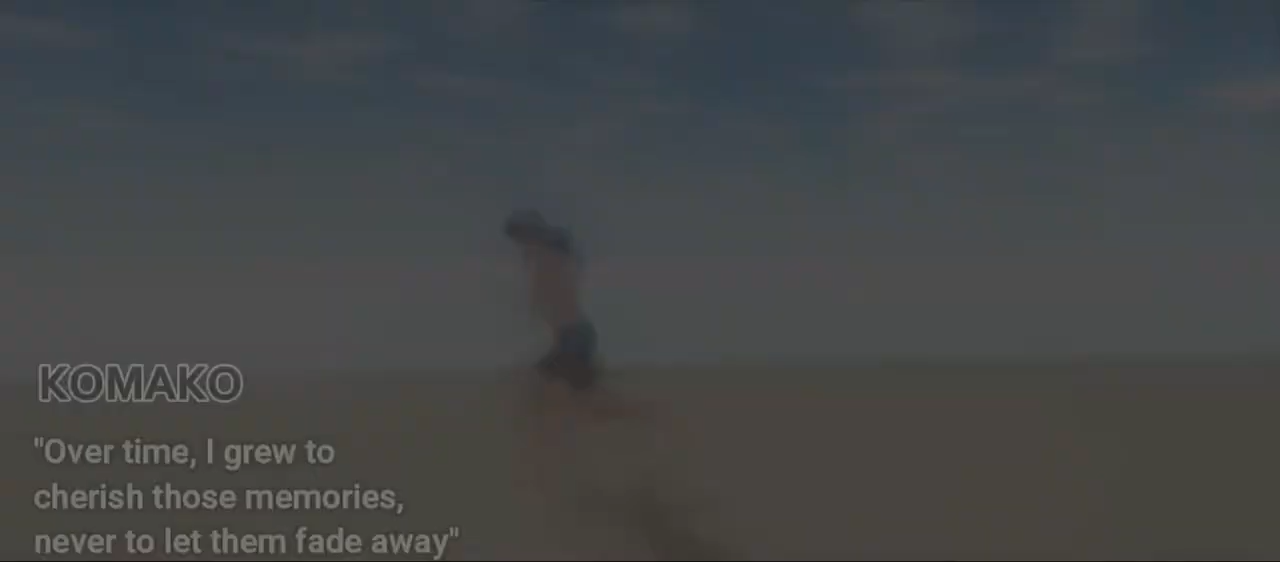 KOMAKO
"Over time, I grew to
cherish those memories,
never to let them fade away"